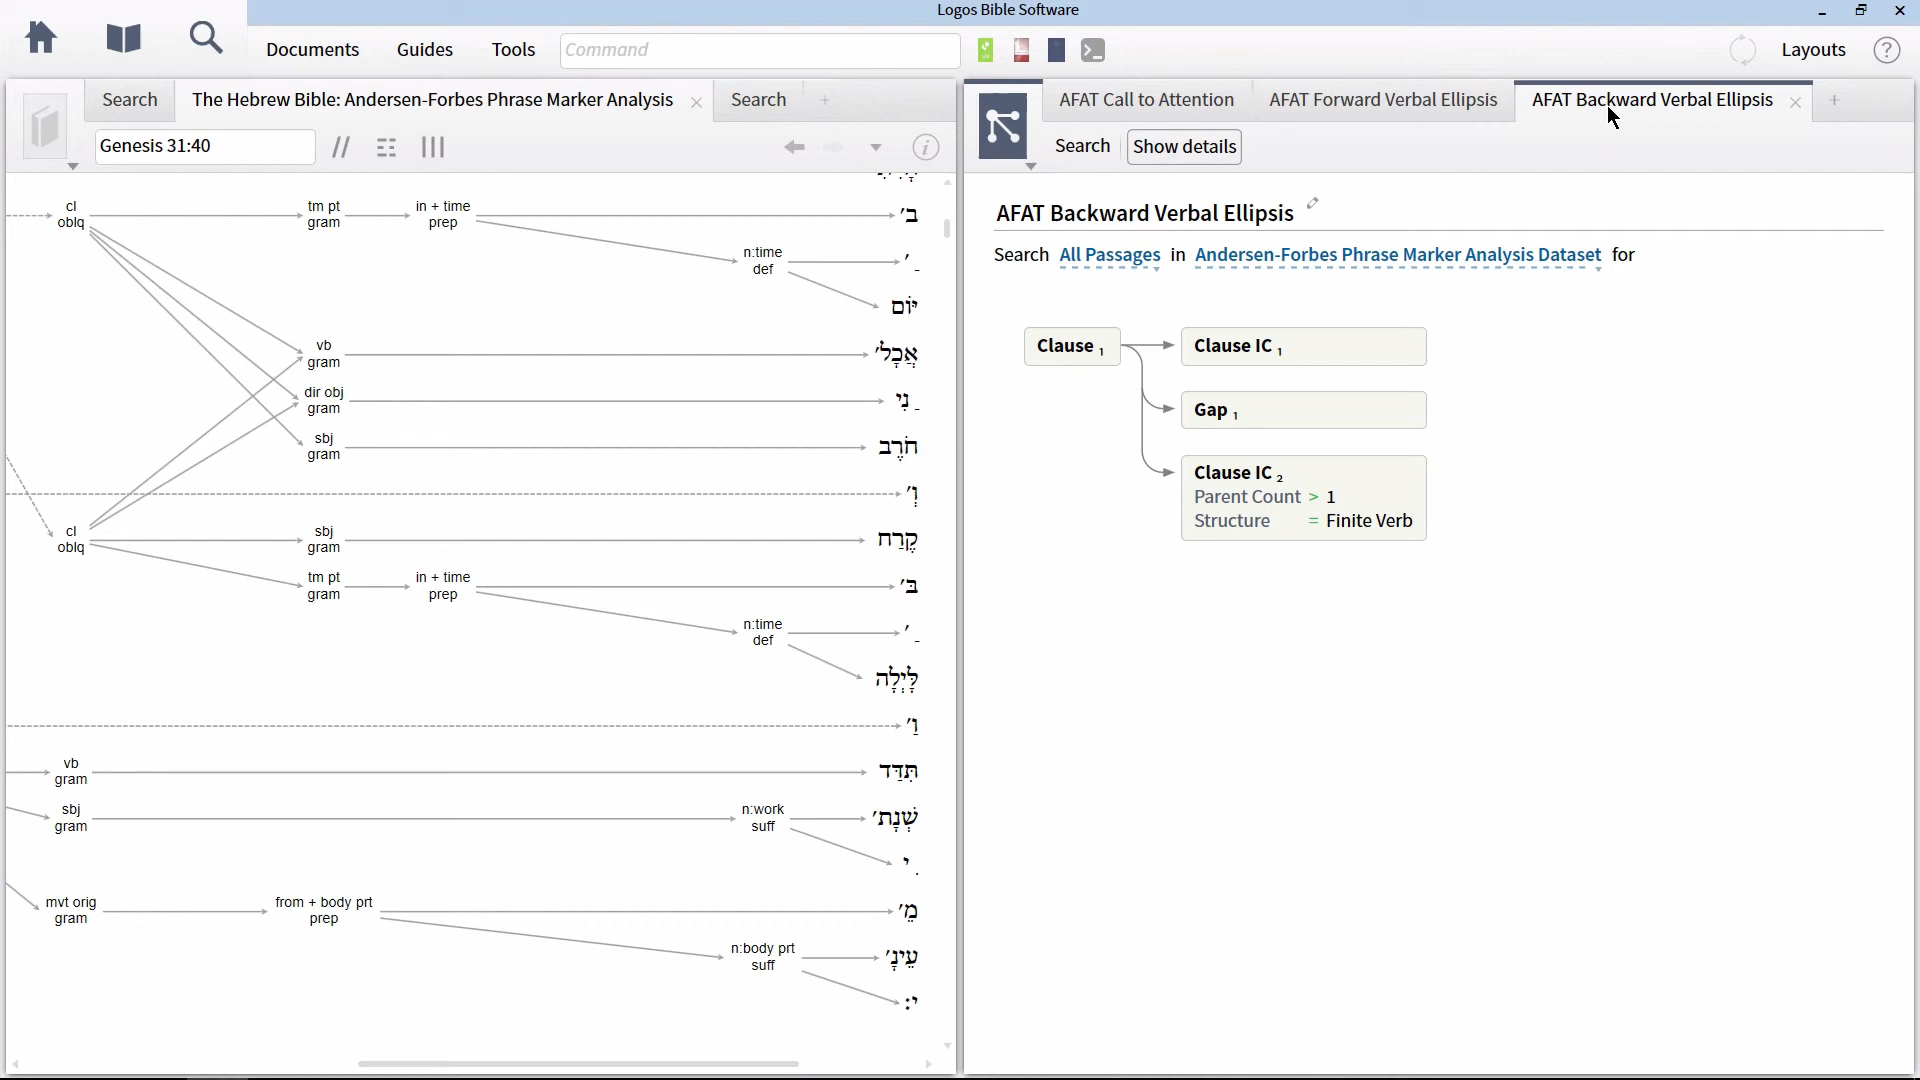 Logos Bible Software
Documents Guides Tools Command
Layouts
Search The Hebrew Bible: Andersen-Forbes Phrase Marker Analysis Search
Genesis 31:40
cl
oblq
tm pt
gram
in + time
prep
בְ׳
n:time
def
יּוֹם
vb
gram
אֲכָל׳
dir obj
gram
נִי
sbj
gram
חֹרֶב
וְ׳
cl
oblq
sbj
gram
קֶרַח
tm pt
gram
in + time
prep
בְּ׳
n:time
def
לָּיְלָה
וַ׳
vb
gram
תִּדַּד
sbj
gram
n:work
suff
שְׁנָת׳
י
mvt orig
gram
from + body prt
prep
מֵ׳
n:body prt
suff
עֵינָ׳
י׃
AFAT Call to Attention AFAT Forward Verbal Ellipsis AFAT Backward Verbal Ellipsis
Search Show details
AFAT Backward Verbal Ellipsis
Search All Passages in Andersen-Forbes Phrase Marker Analysis Dataset for
Clause 1
Clause IC 1
Gap 1
Clause IC 2
Parent Count > 1
Structure = Finite Verb